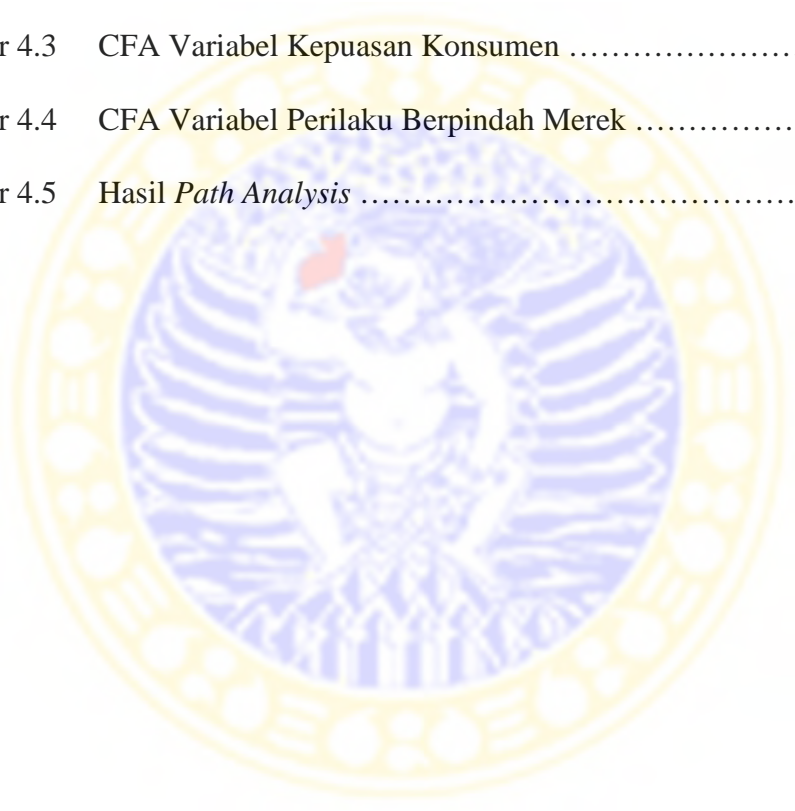 r 4.3 CFA Variabel Kepuasan Konsumen …………………
r 4.4 CFA Variabel Perilaku Berpindah Merek ……………
r 4.5 Hasil Path Analysis ……………………………………